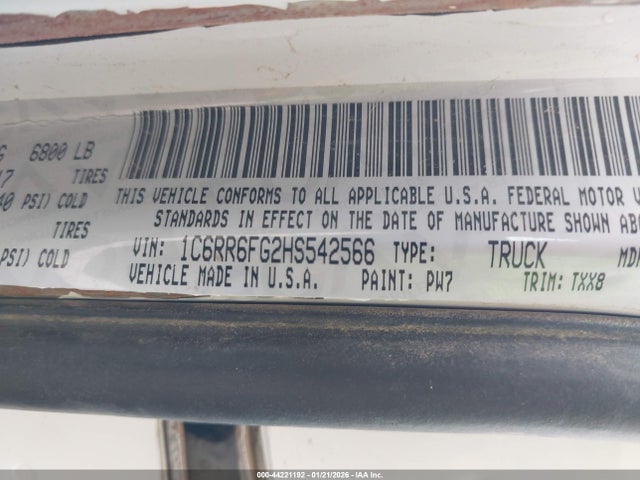 6800 LB
TIRES
PSI) COLD
TIRES
PSI) COLD
THIS VEHICLE CONFORMS TO ALL APPLICABLE U.S.A. FEDERAL MOTOR
STANDARDS IN EFFECT ON THE DATE OF MANUFACTURE SHOWN
VIN: 1C6RR6FG2HS542566 TYPE: TRUCK
VEHICLE MADE IN U.S.A. PAINT: PW7 TRIM: TXX8
000-44221192 - 01/21/2026 - IAA Inc.